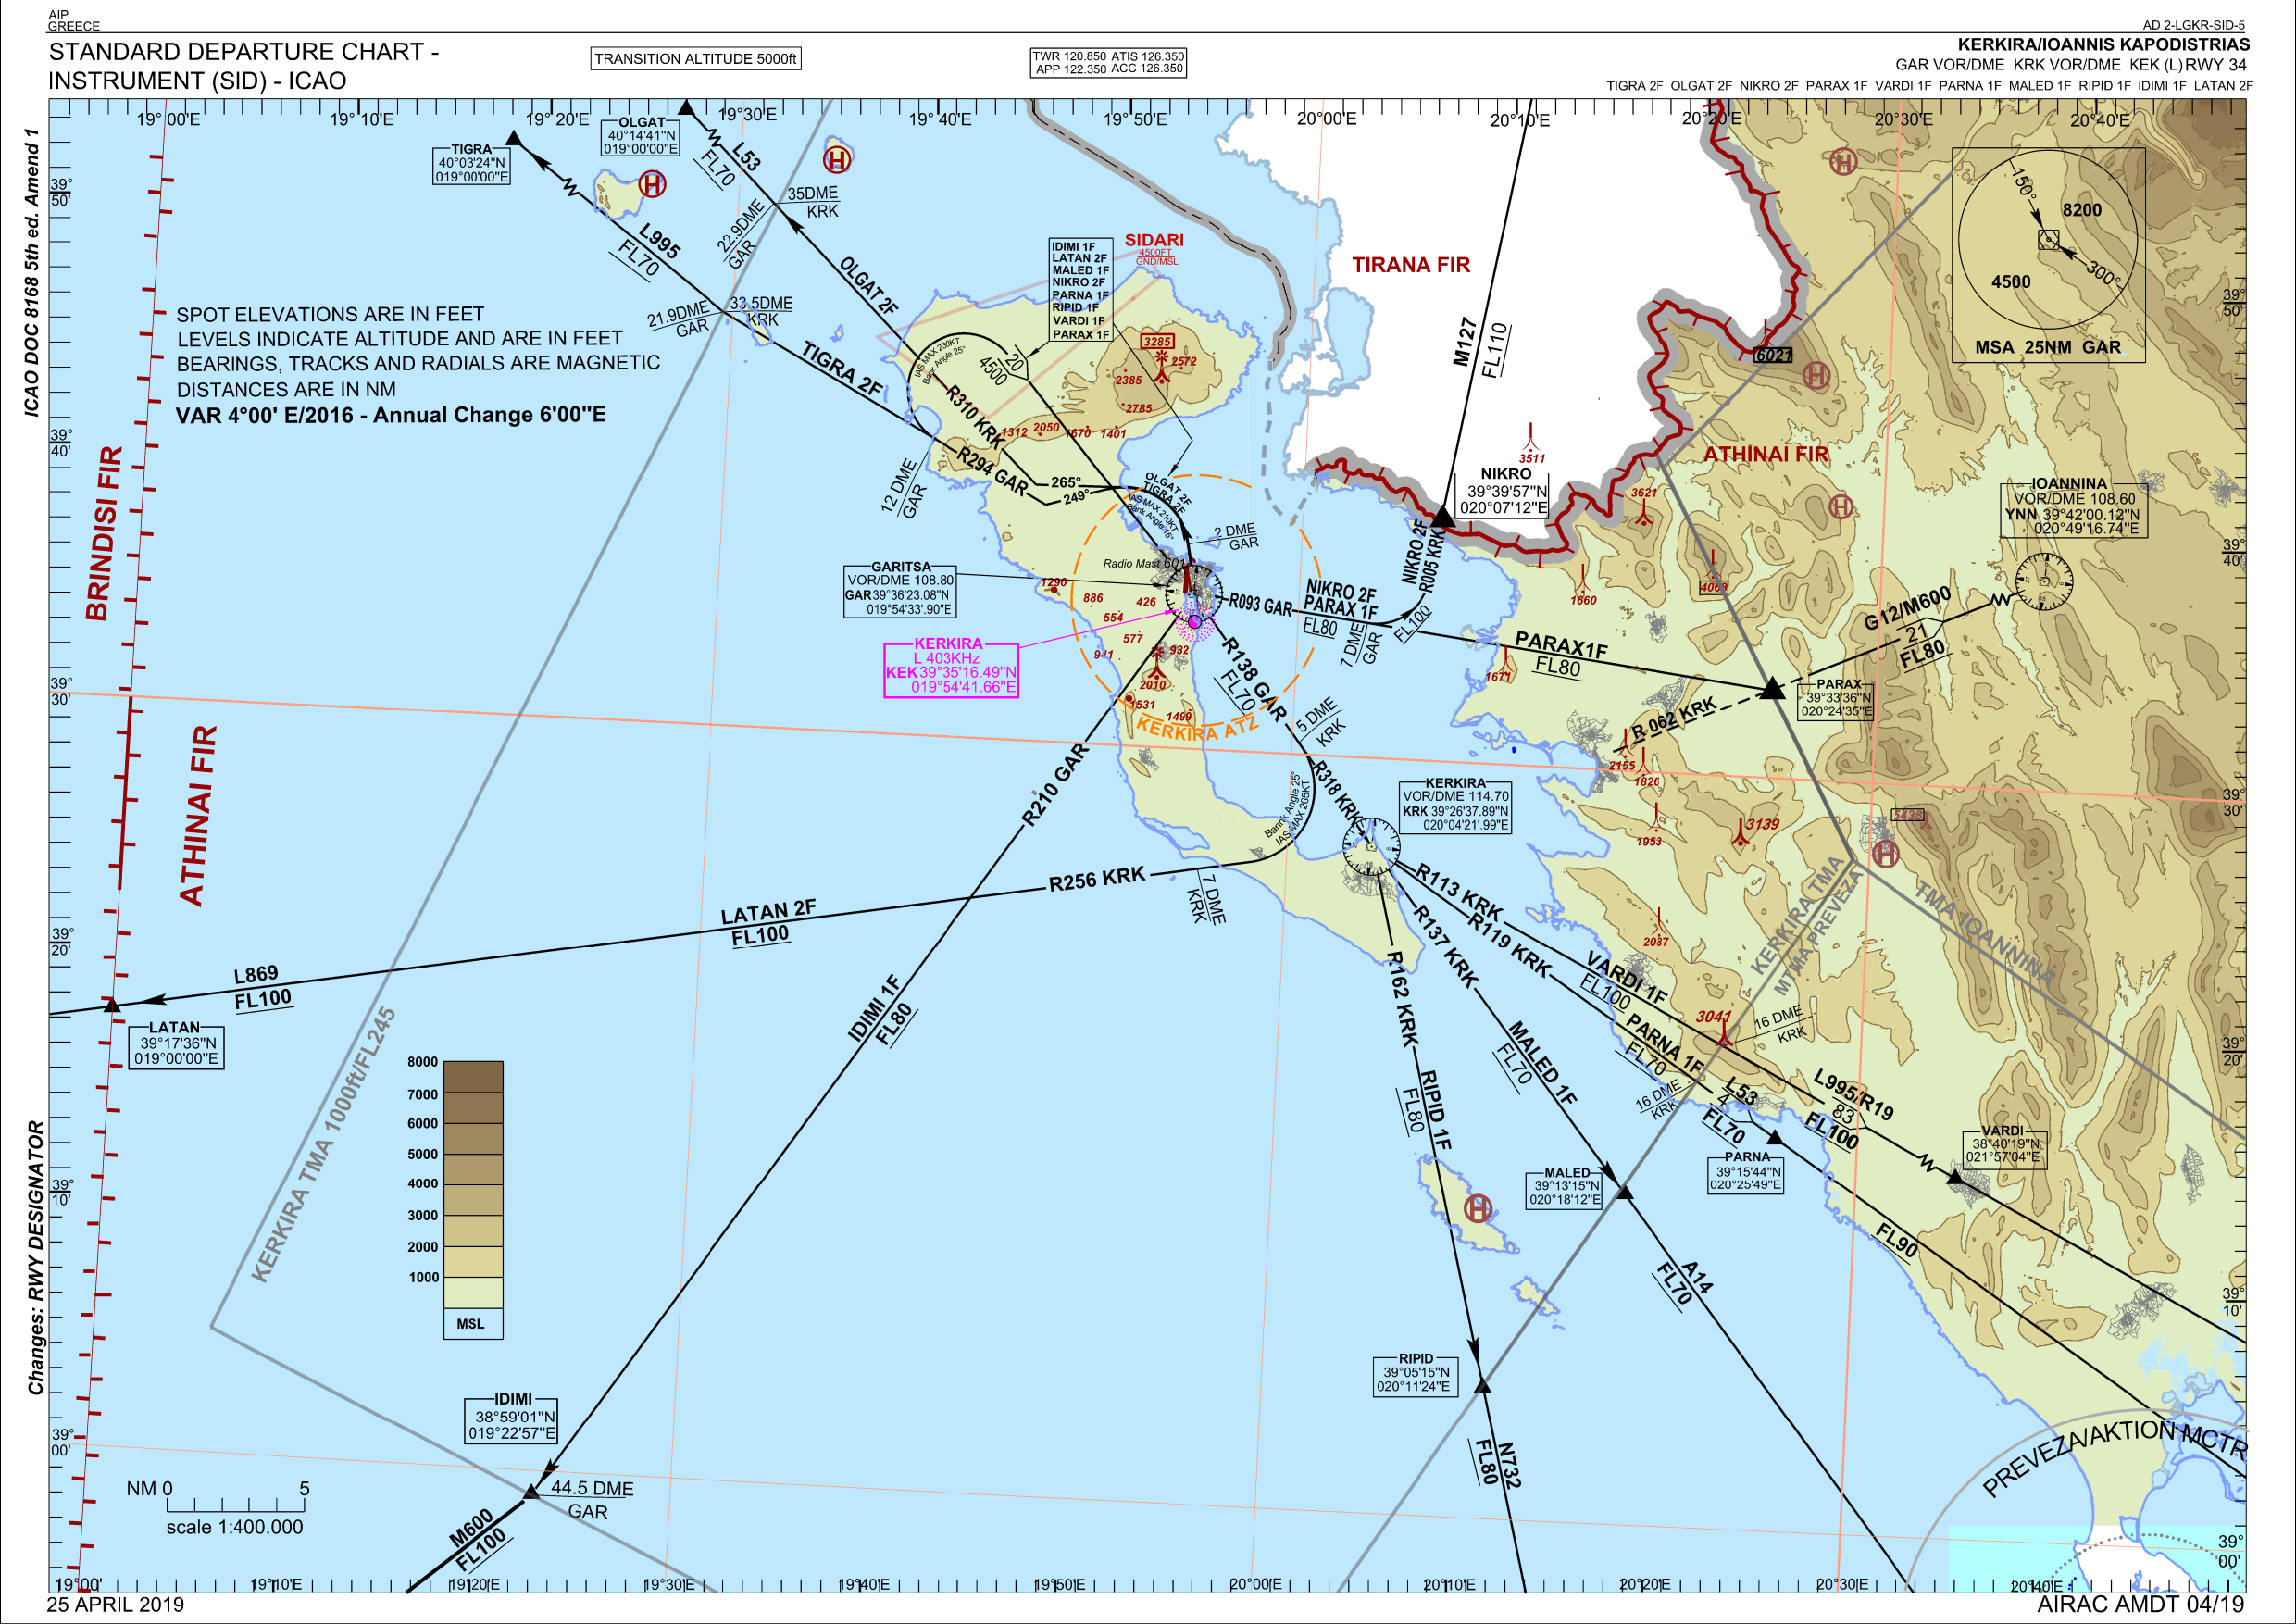 AIP
GREECE
AD 2-LGKR-SID-5
STANDARD DEPARTURE CHART -
INSTRUMENT (SID) - ICAO
TRANSITION ALTITUDE 5000ft
TWR 120.850 ATIS 126.350
APP 122.350 ACC 126.350
KERKIRA/IOANNIS KAPODISTRIAS
GAR VOR/DME KRK VOR/DME KEK (L) RWY 34
TIGRA 2F OLGAT 2F NIKRO 2F PARAX 1F VARDI 1F PARNA 1F MALED 1F RIPID 1F IDIMI 1F LATAN 2F
ICAO DOC 8168 5th ed. Amend 1
Changes: RWY DESIGNATOR
19° 00'E
19° 10'E
19° 20'E
19° 30'E
19° 40'E
19° 50'E
20°00'E
20° 10'E
20° 20'E
20°30'E
20° 40'E
TIGRA
40°03'24"N
019°00'00"E
OLGAT
40°14'41"N
019°00'00"E
L53
FL70
35DME
KRK
22.9DME
GAR
L995
FL70
21.9DME
GAR
33.5DME
KRK
OLGAT 2F
TIGRA 2F
SPOT ELEVATIONS ARE IN FEET
LEVELS INDICATE ALTITUDE AND ARE IN FEET
BEARINGS, TRACKS AND RADIALS ARE MAGNETIC
DISTANCES ARE IN NM
VAR 4°00' E/2016 - Annual Change 6'00"E
IDIMI 1F
LATAN 2F
MALED 1F
NIKRO 2F
PARNA 1F
RIPID 1F
VARDI 1F
PARAX 1F
SIDARI
4500FT
GND/MSL
IAS MAX 230KT
Bank Angle 25°
20
4500
3285
2572
2385
2785
1312
2050
1670
1401
R310 KRK
R294 GAR
265°
249°
12 DME
GAR
OLGAT 2F
TIGRA 2F
IAS MAX 210KT
Bank Angle 15°
2 DME
GAR
TIRANA FIR
M127
FL110
3511
NIKRO
39°39'57"N
020°07'12"E
NIKRO 2F
R005 KRK
150°
8200
4500
300°
MSA 25NM GAR
6021
ATHINAI FIR
3621
4063
1660
IOANNINA
VOR/DME 108.60
YNN 39°42'00.12"N
020°49'16.74"E
G12/M600
21
FL80
BRINDISI FIR
ATHINAI FIR
GARITSA
VOR/DME 108.80
GAR 39°36'23.08"N
019°54'33.90"E
Radio Mast 601
1290
886
426
554
577
941
932
2010
1531
1499
KERKIRA
L 403KHz
KEK 39°35'16.49"N
019°54'41.66"E
KERKIRA ATZ
R093 GAR
NIKRO 2F
PARAX 1F
FL80
7 DME
GAR
FL100
PARAX1F
FL80
1671
PARAX
39°33'36"N
020°24'35"E
R 062 KRK
2155
1826
R138 GAR
FL70
5 DME
KRK
R318 KRK
Bannk Angle 25°
IAS MAX 265KT
KERKIRA
VOR/DME 114.70
KRK 39°26'37.89"N
020°04'21'.99"E
1953
3139
5438
2087
R210 GAR
R256 KRK
7 DME
KRK
LATAN 2F
FL100
L869
FL100
LATAN
39°17'36"N
019°00'00"E
IDIMI 1F
FL80
KERKIRA TMA 1000ft/FL245
R113 KRK
R119 KRK
R137 KRK
R162 KRK
VARDI 1F
FL100
PARNA 1F
FL70
3041
16 DME
KRK
16 DME
KRK
KERKIRA TMA
MTMA PREVEZA
TMA IOANNINA
L53
4
FL70
L995/R19
83
FL100
PARNA
39°15'44"N
020°25'49"E
VARDI
38°40'19"N
021°57'04"E
MALED 1F
FL70
RIPID 1F
FL80
MALED
39°13'15"N
020°18'12"E
A14
FL70
FL90
RIPID
39°05'15"N
020°11'24"E
N732
FL80
8000
7000
6000
5000
4000
3000
2000
1000
MSL
IDIMI
38°59'01"N
019°22'57"E
44.5 DME
GAR
M600
FL100
NM 0
5
scale 1:400.000
PREVEZA/AKTION MCTR
39°
50'
39°
40'
39°
30'
39°
20'
39°
10'
39°
00'
39°
50'
39°
40'
39°
30'
39°
20'
39°
10'
39°
00'
19°00'
19°10'E
19°20'E
19°30'E
19°40'E
19°50'E
20°00'E
20°10'E
20°20'E
20°30'E
20°40'E
25 APRIL 2019
AIRAC AMDT 04/19